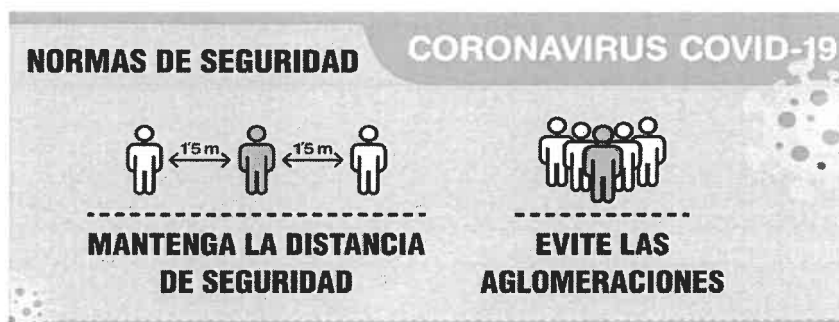 NORMAS DE SEGURIDAD
CORONAVIRUS COVID-19
1'5 m
1'5 m
MANTENGA LA DISTANCIA
DE SEGURIDAD
EVITE LAS
AGLOMERACIONES